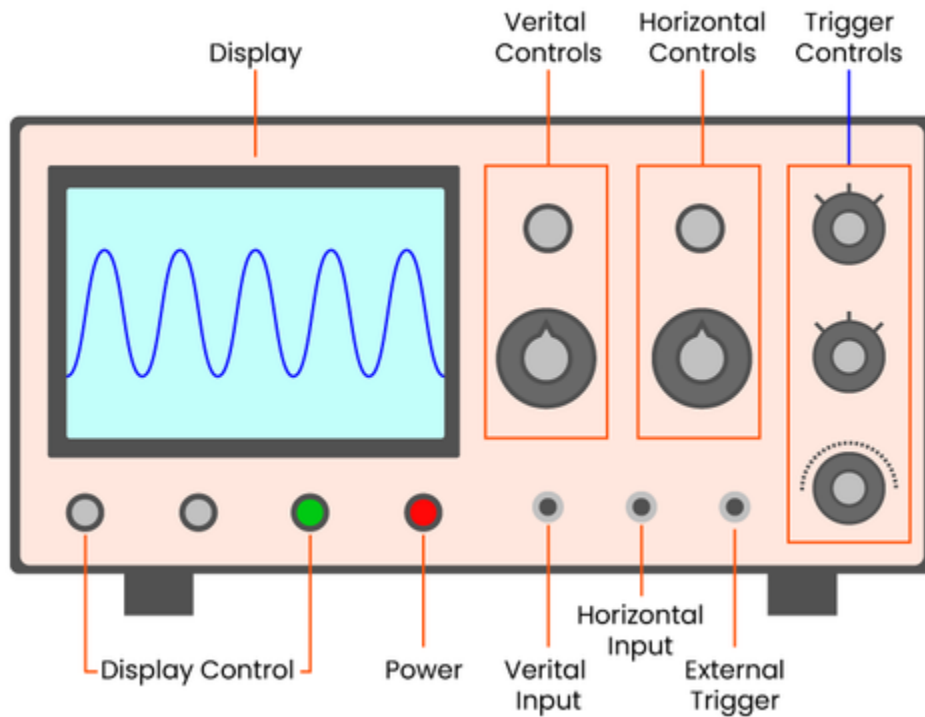 Display
Verital
Controls
Horizontal
Controls
Trigger
Controls
Display Control
Power
Verital
Input
Horizontal
Input
External
Trigger